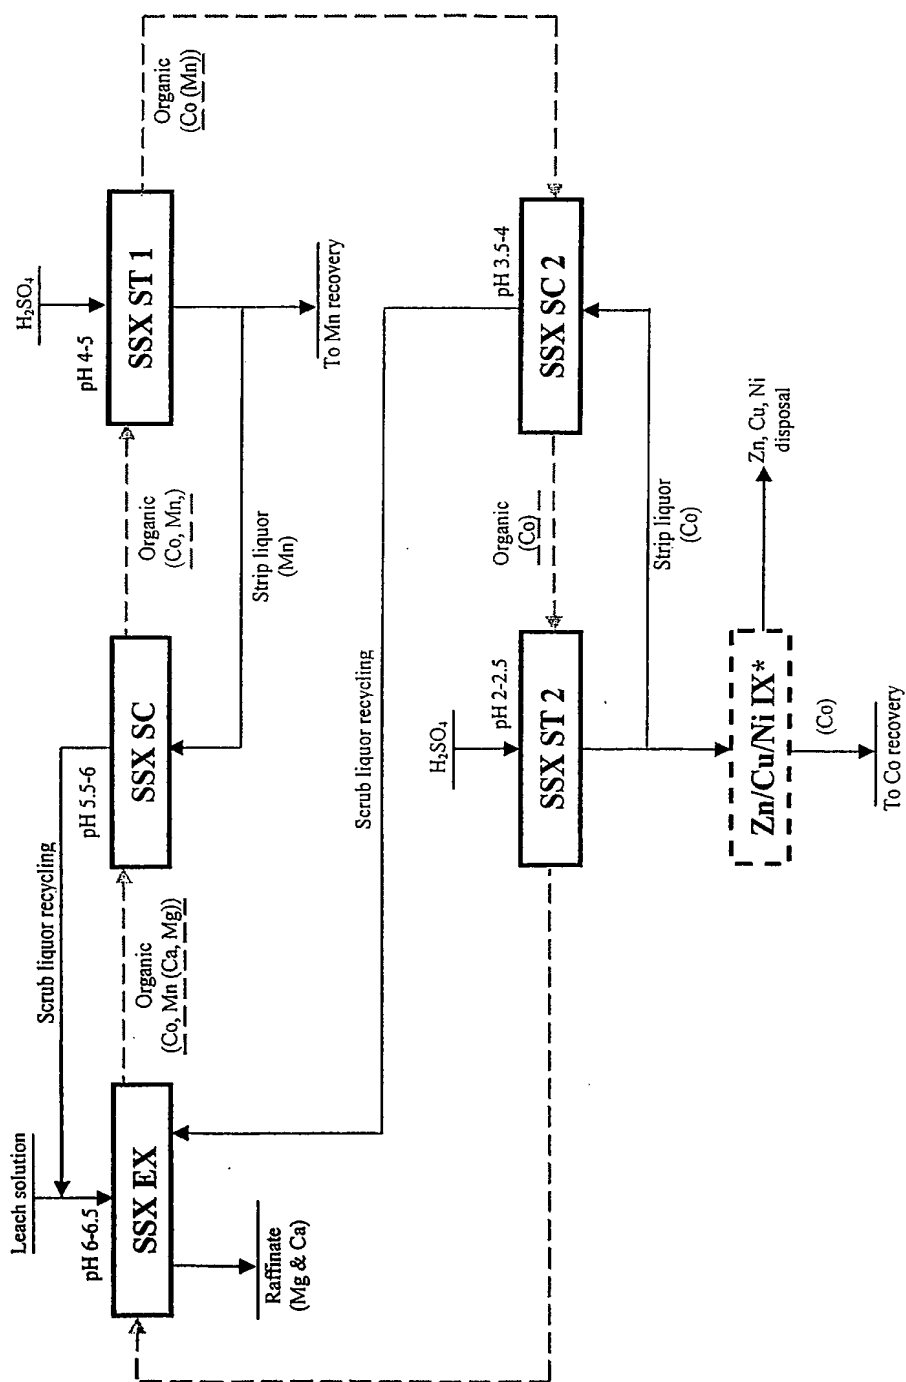 Leach solution
Scrub liquor recycling
pH 6-6.5
SSX EX
Raffinate
(Mg & Ca)
Organic
(Co, Mn (Ca, Mg))
pH 5.5-6
SSX SC
Organic
(Co, Mn,)
Strip liquor
(Mn)
H₂SO₄
pH 4-5
SSX ST 1
To Mn recovery
Organic
(Co (Mn))
Scrub liquor recycling
pH 3.5-4
SSX SC 2
Organic
(Co)
H₂SO₄
pH 2-2.5
SSX ST 2
Strip liquor
(Co)
Zn/Cu/Ni IX*
Zn, Cu, Ni
disposal
(Co)
To Co recovery